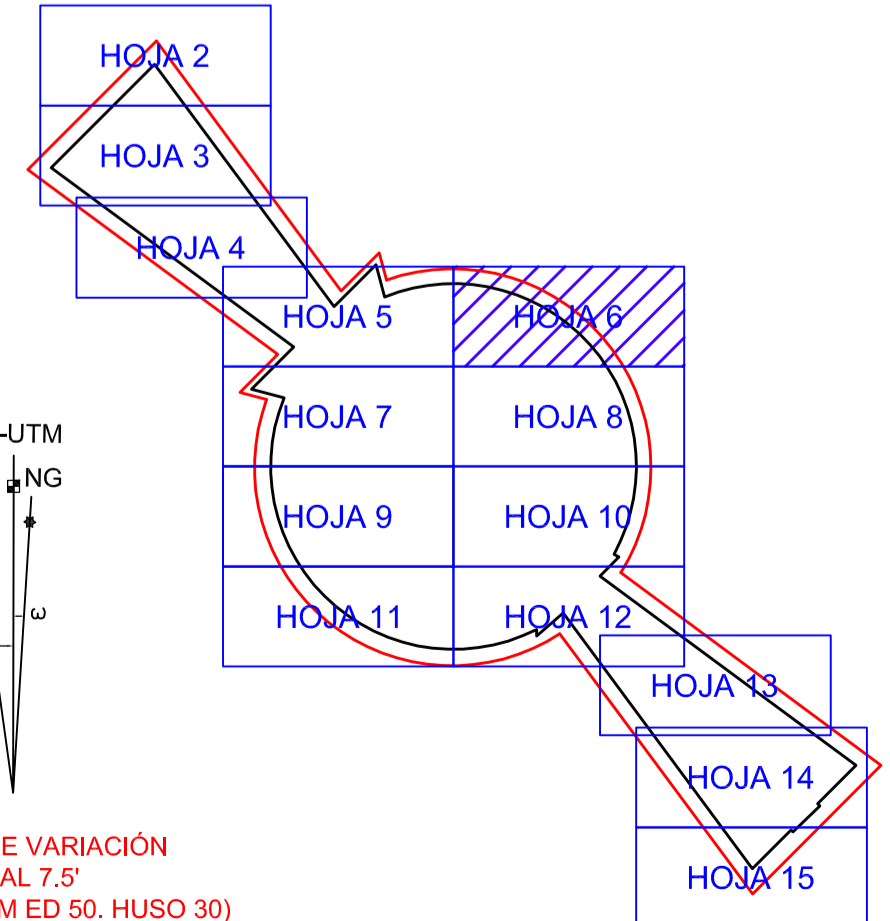 HOJA 2
HOJA 3
HOJA 4
HOJA 5
HOJA 6
HOJA 7
HOJA 8
-UTM
NG
HOJA 9
HOJA 10
ω
HOJA 11
HOJA 12
HOJA 13
HOJA 14
E VARIACIÓN
AL 7.5'
HOJA 15
M ED 50. HUSO 30)